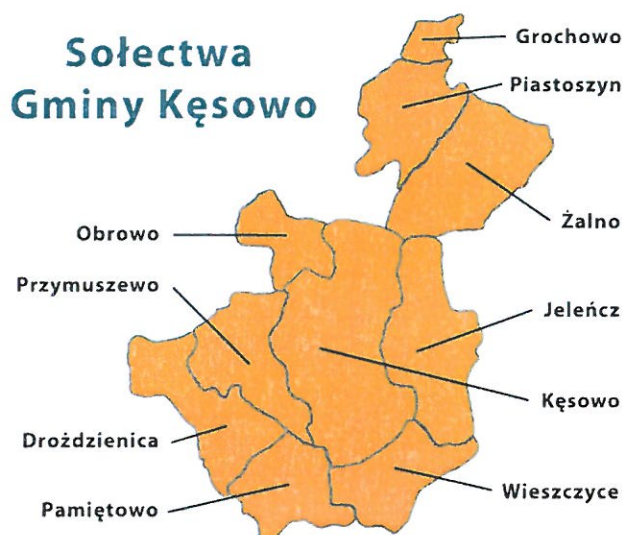 Sołectwa
Gminy Kęsowo
Grochowo
Piastoszyn
Żalno
Obrowo
Przymuszewo
Jeleńcz
Kęsowo
Drożdzienica
Wieszczyce
Pamiętowo